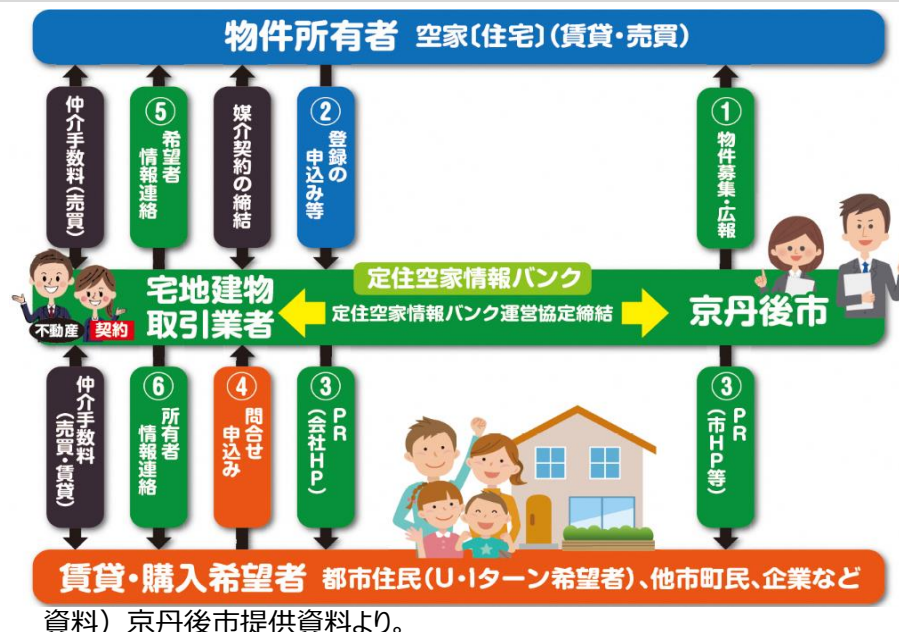 物件所有者 空家〔住宅〕(賃貸・売買)
仲介手数料(売買)
⑤
希望者
情報連絡
媒介契約の締結
②
登録の
申込み等
①
物件募集・広報
不動産
契約
宅地建物
取引業者
定住空家情報バンク
定住空家情報バンク運営協定締結
京丹後市
仲介手数料
(売買・賃貸)
⑥
所有者
情報連絡
④
問合せ
申込み
③
PR
(会社HP)
③
PR
(市HP等)
賃貸・購入希望者 都市住民(U・Iターン希望者)、他市町民、企業など
資料）京丹後市提供資料より。